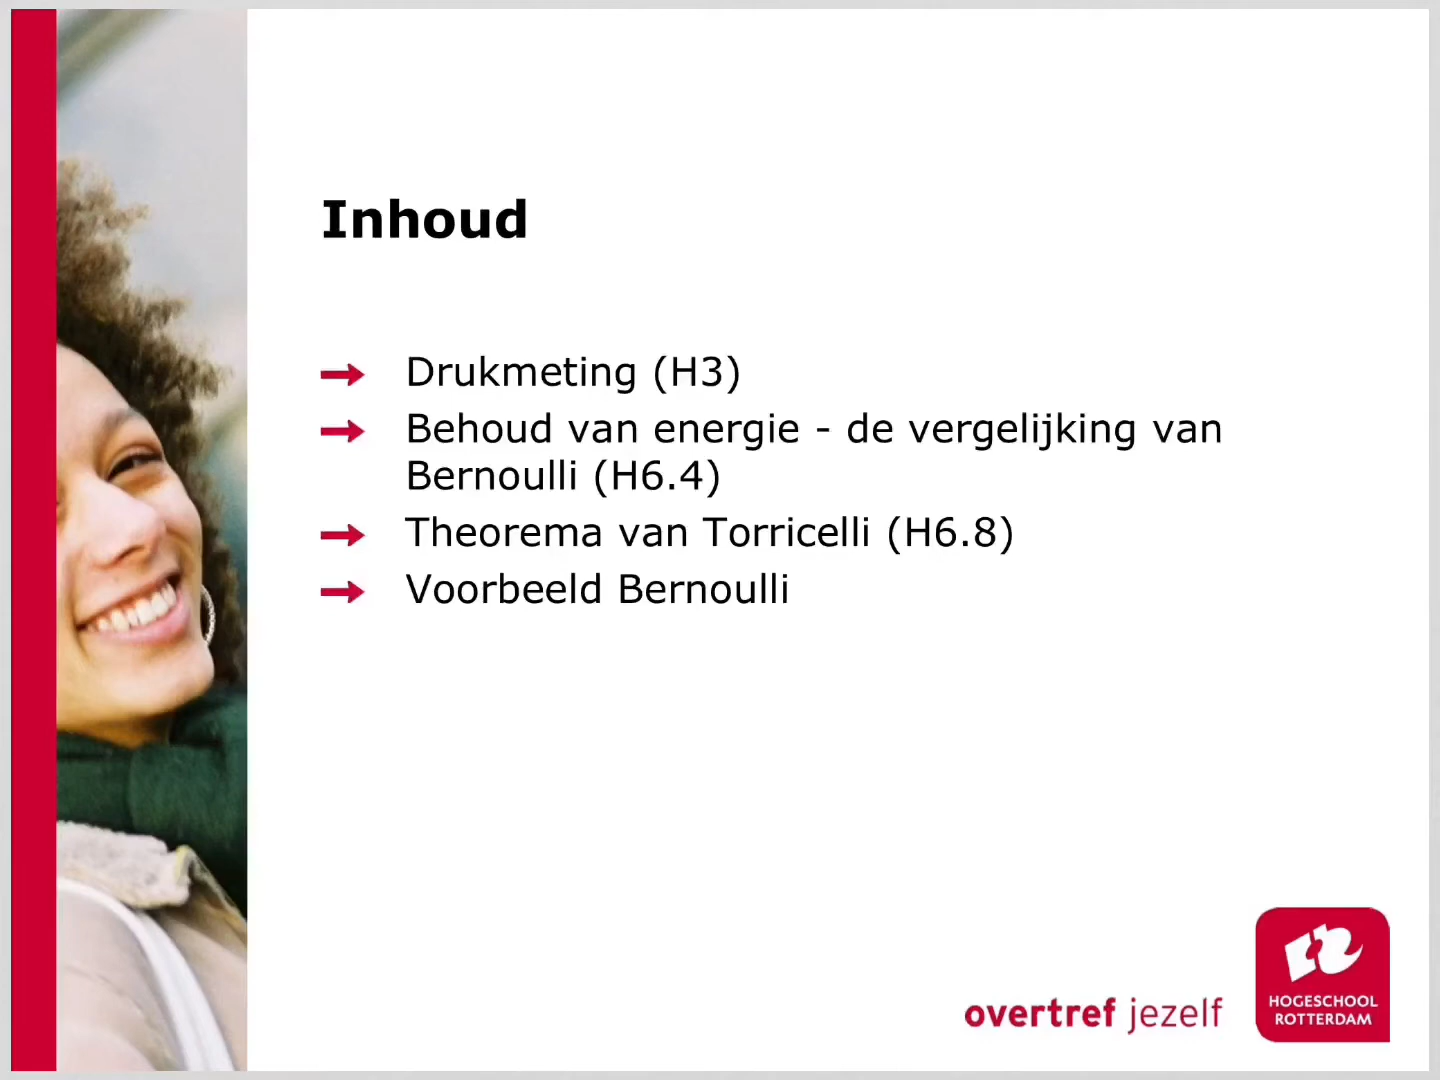 Inhoud
Drukmeting (H3)
Behoud van energie - de vergelijking van
Bernoulli (H6.4)
Theorema van Torricelli (H6.8)
Voorbeeld Bernoulli
overtref jezelf
HOGESCHOOL
ROTTERDAM